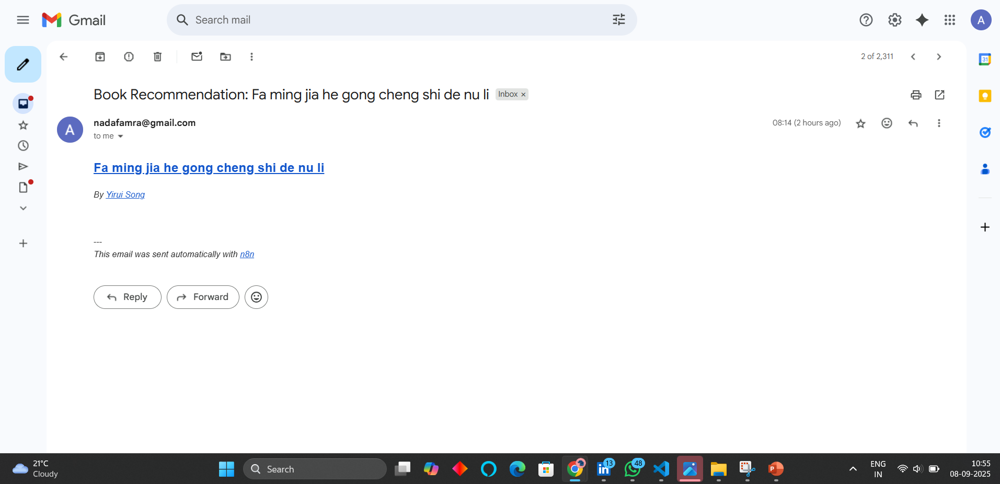 Gmail
Search mail
A
2 of 2,311
31
Book Recommendation: Fa ming jia he gong cheng shi de nu li
Inbox ×
A
nadafamra@gmail.com
08:14 (2 hours ago)
to me
Fa ming jia he gong cheng shi de nu li
By Yirui Song
---
This email was sent automatically with n8n
Reply
Forward
21°C
Cloudy
Search
in
13
48
P
ENG
IN
10:55
08-09-2025